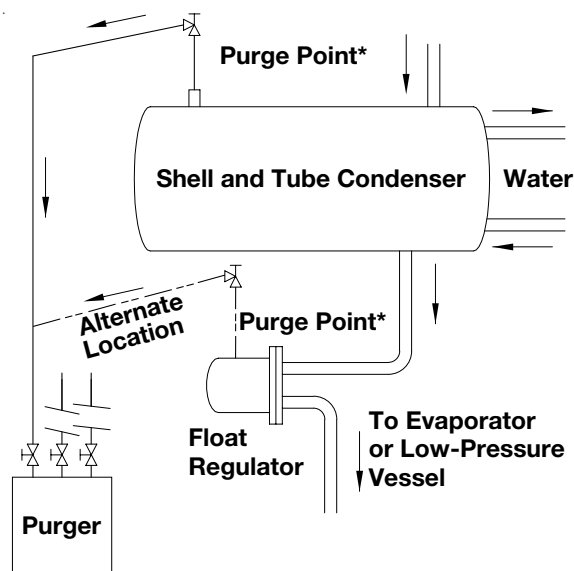 Purge Point*
Shell and Tube Condenser
Water
Alternate
Location
Purge Point*
Float
Regulator
To Evaporator
or Low-Pressure
Vessel
Purger